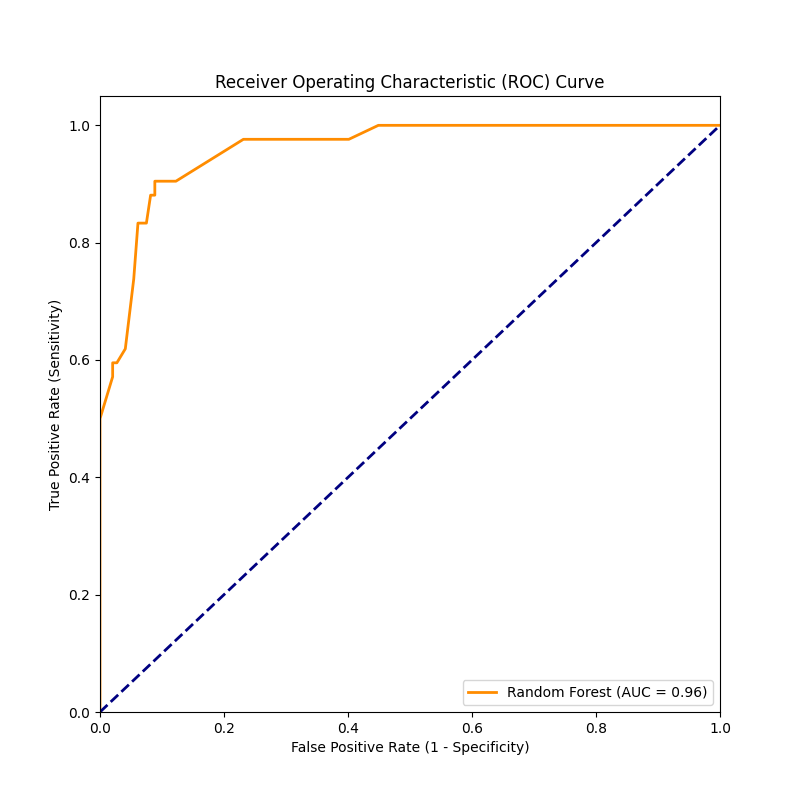 Receiver Operating Characteristic (ROC) Curve
1.0
0.8
0.6
0.4
0.2
0.0
True Positive Rate (Sensitivity)
Random Forest (AUC = 0.96)
0.0 0.2 0.4 0.6 0.8 1.0
False Positive Rate (1 - Specificity)